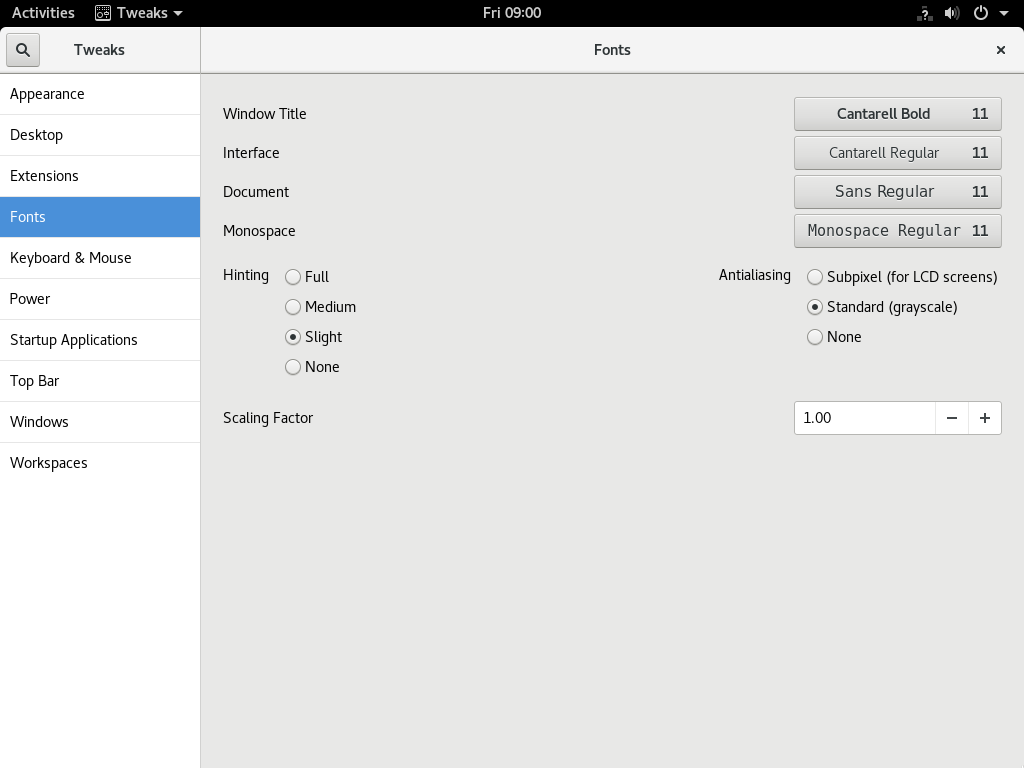 Activities Tweaks Fri 09:00
Tweaks Fonts
Appearance
Desktop
Extensions
Fonts
Keyboard & Mouse
Power
Startup Applications
Top Bar
Windows
Workspaces
Window Title Cantarell Bold 11
Interface Cantarell Regular 11
Document Sans Regular 11
Monospace Monospace Regular 11
Hinting Full
Medium
Slight
None
Antialiasing Subpixel (for LCD screens)
Standard (grayscale)
None
Scaling Factor 1.00